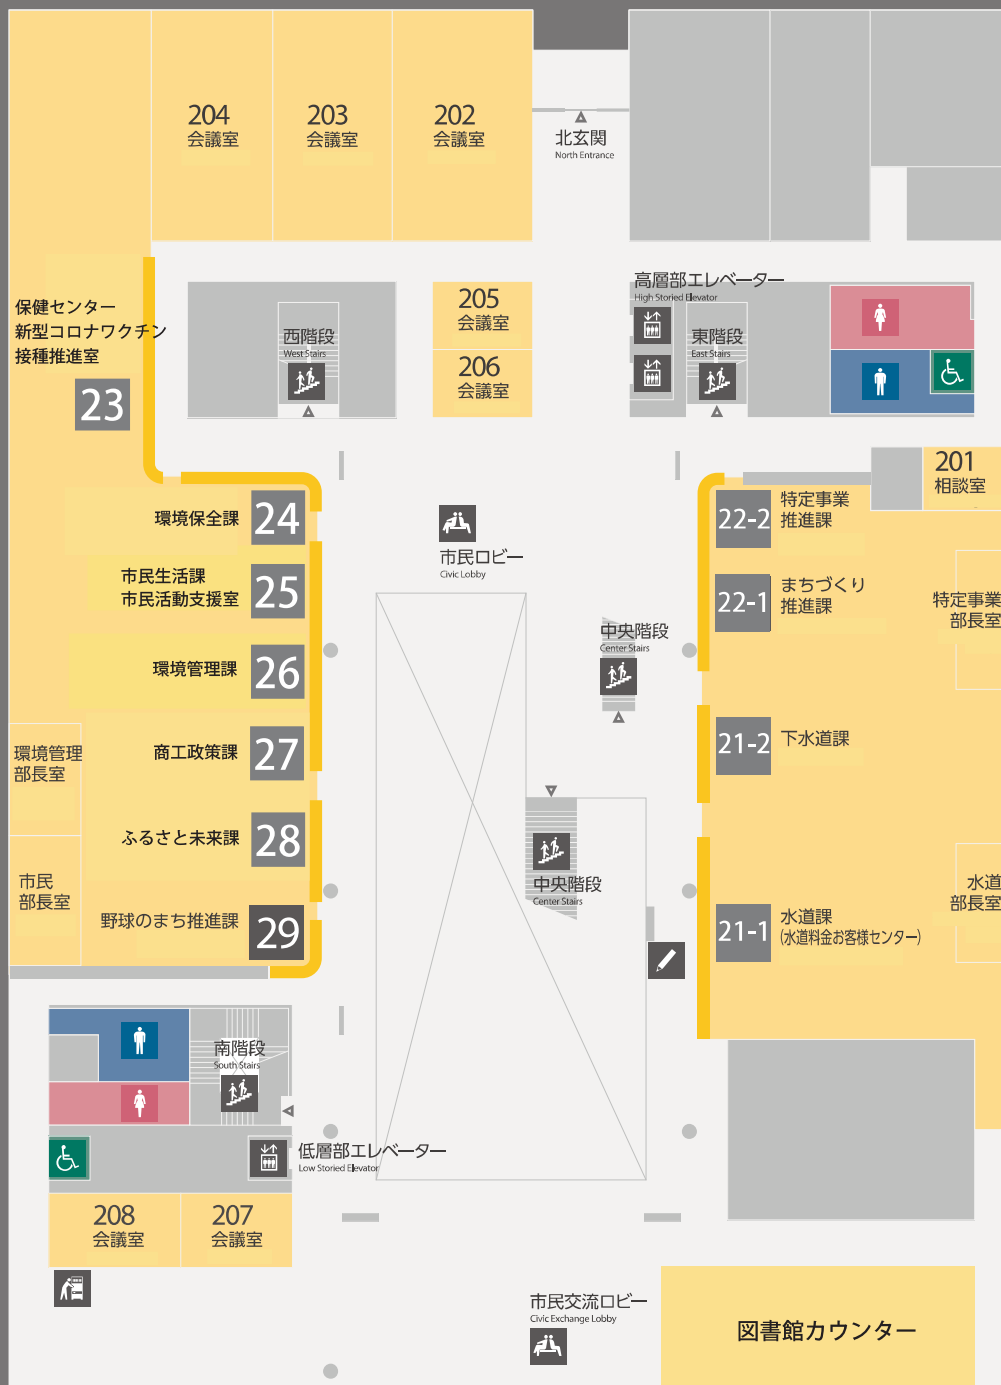 204
会議室
203
会議室
202
会議室
北玄関
North Entrance
保健センター
新型コロナワクチン
接種推進室
23
西階段
West Stairs
205
会議室
206
会議室
高層部エレベーター
High Storied Elevator
東階段
East Stairs
201
相談室
環境保全課
24
市民生活課
市民活動支援室
25
環境管理課
26
商工政策課
27
ふるさと未来課
28
野球のまち推進課
29
環境管理
部長室
市民
部長室
市民ロビー
Civic Lobby
中央階段
Center Stairs
中央階段
Center Stairs
22-2
特定事業
推進課
22-1
まちづくり
推進課
特定事業
部長室
21-2
下水道課
21-1
水道課
(水道料金お客様センター)
水道
部長室
南階段
South Stairs
低層部エレベーター
Low Storied Elevator
208
会議室
207
会議室
市民交流ロビー
Civic Exchange Lobby
図書館カウンター